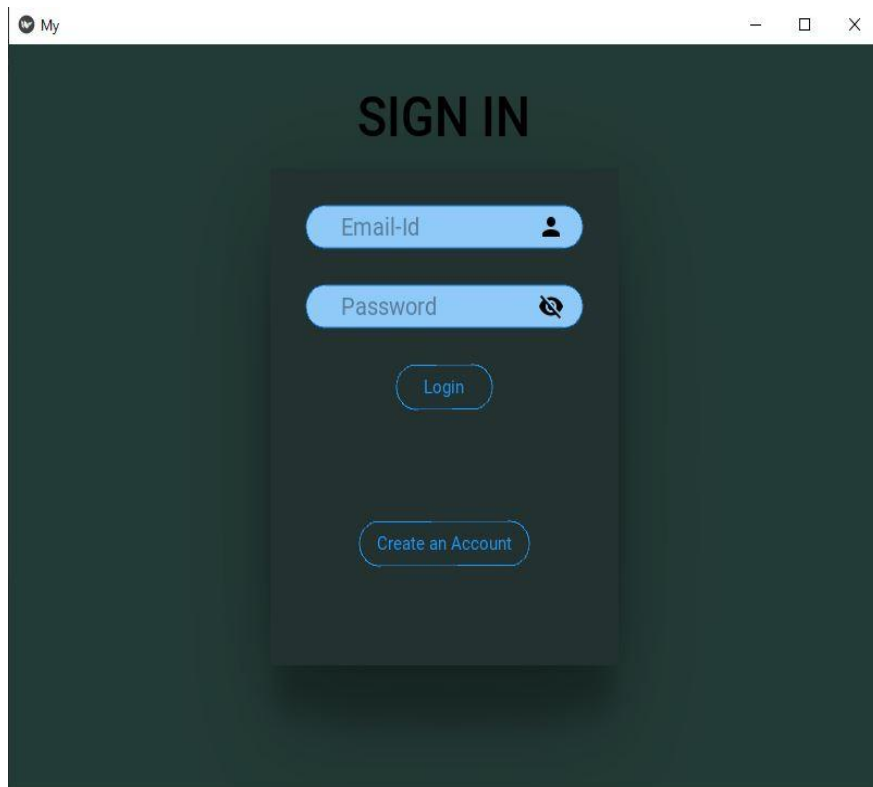 My
SIGN IN
Email-Id
Password
Login
Create an Account